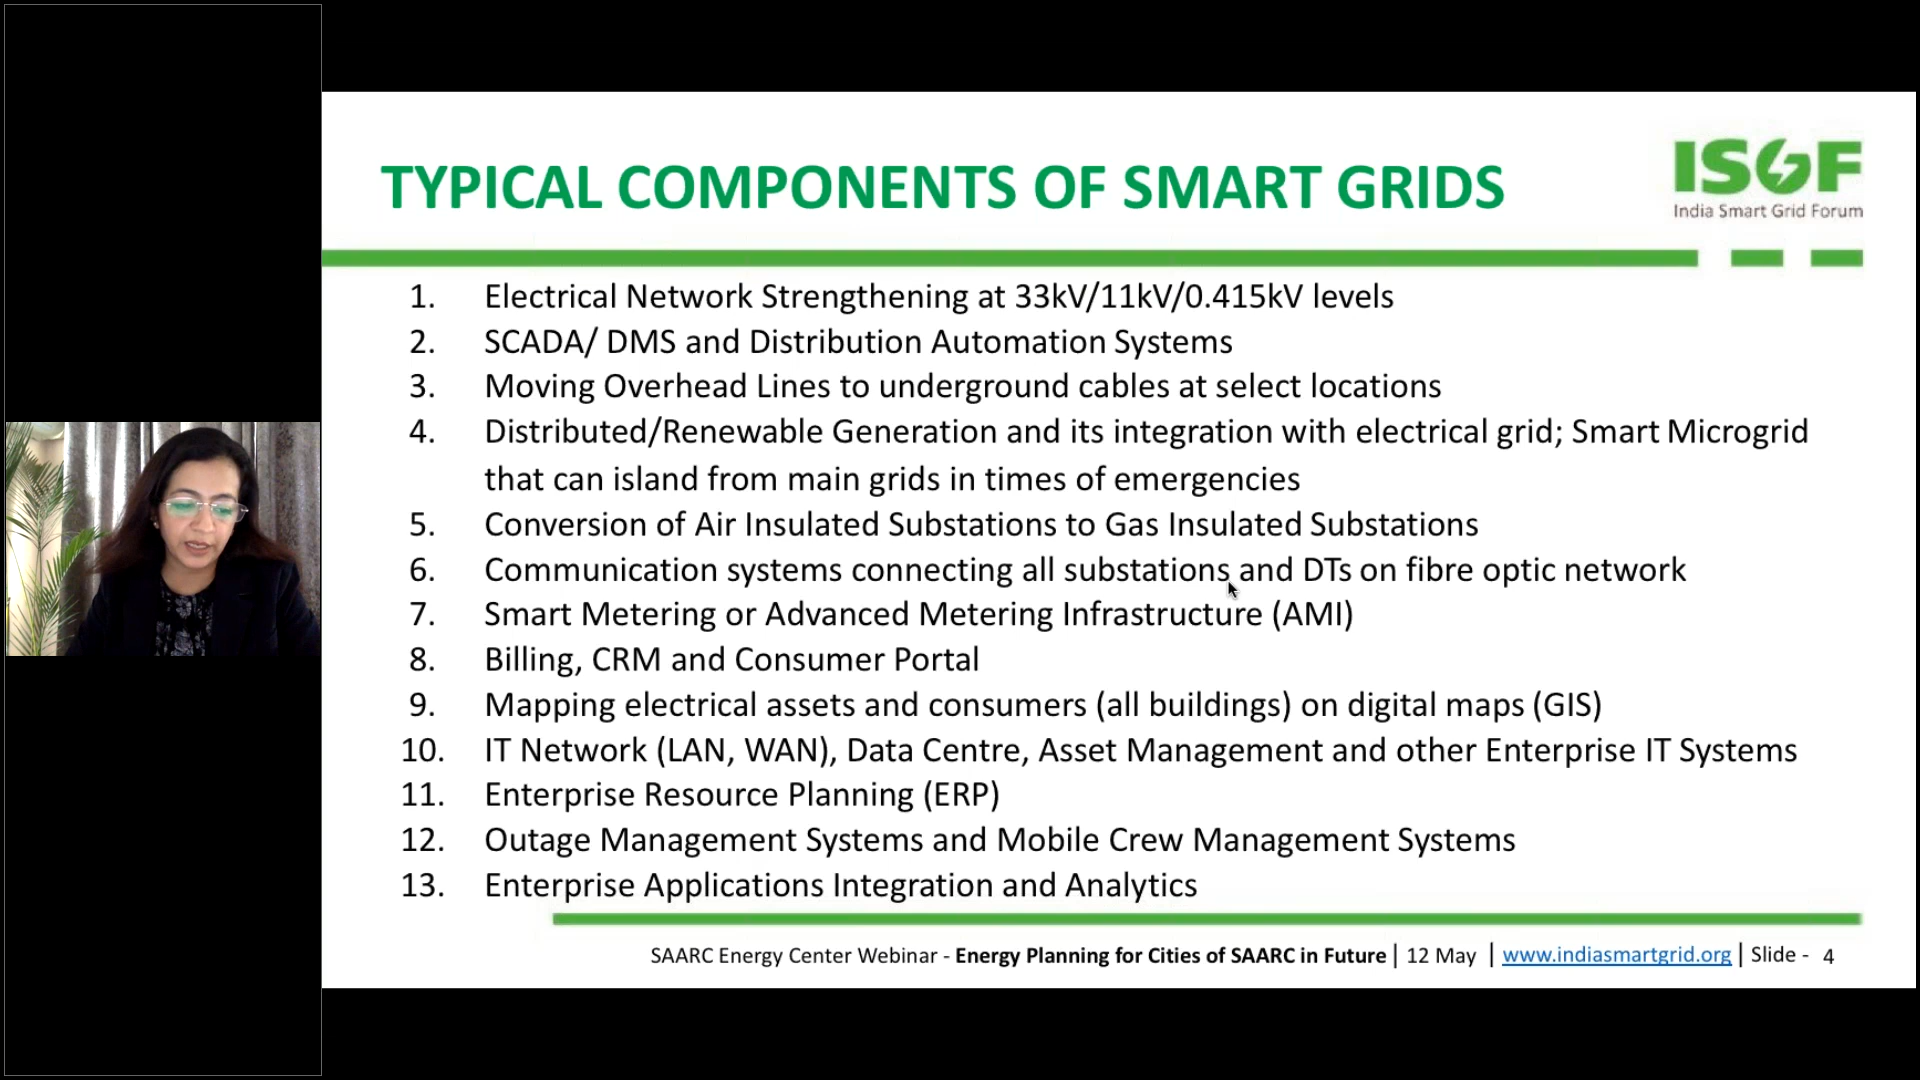 TYPICAL COMPONENTS OF SMART GRIDS
ISGF
India Smart Grid Forum
1. Electrical Network Strengthening at 33kV/11kV/0.415kV levels
2. SCADA/ DMS and Distribution Automation Systems
3. Moving Overhead Lines to underground cables at select locations
4. Distributed/Renewable Generation and its integration with electrical grid; Smart Microgrid
that can island from main grids in times of emergencies
5. Conversion of Air Insulated Substations to Gas Insulated Substations
6. Communication systems connecting all substations and DTs on fibre optic network
7. Smart Metering or Advanced Metering Infrastructure (AMI)
8. Billing, CRM and Consumer Portal
9. Mapping electrical assets and consumers (all buildings) on digital maps (GIS)
10. IT Network (LAN, WAN), Data Centre, Asset Management and other Enterprise IT Systems
11. Enterprise Resource Planning (ERP)
12. Outage Management Systems and Mobile Crew Management Systems
13. Enterprise Applications Integration and Analytics
SAARC Energy Center Webinar - Energy Planning for Cities of SAARC in Future | 12 May | www.indiasmartgrid.org | Slide - 4